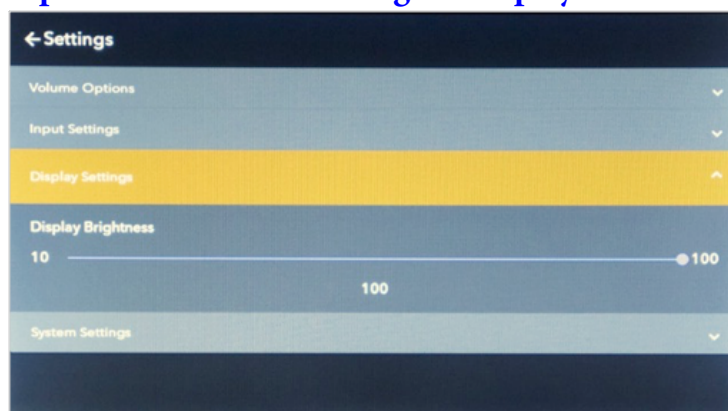 Settings
Volume Options
Input Settings
Display Settings
Display Brightness
10 100
100
System Settings